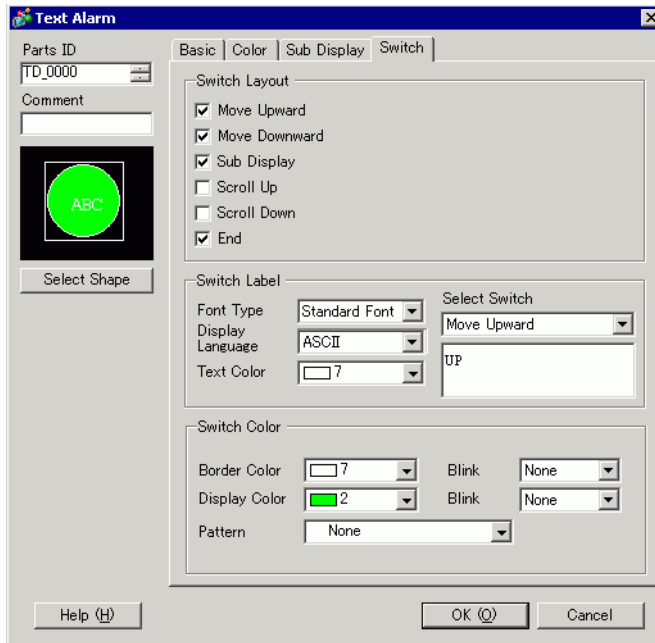 Text Alarm
Parts ID
TD_0000
Comment
ABC
Select Shape
Basic Color Sub Display Switch
Switch Layout
Move Upward
Move Downward
Sub Display
Scroll Up
Scroll Down
End
Switch Label
Font Type Standard Font
Display Language ASCII
Text Color 7
Select Switch
Move Upward
UP
Switch Color
Border Color 7 Blink None
Display Color 2 Blink None
Pattern None
Help (H) OK (O) Cancel